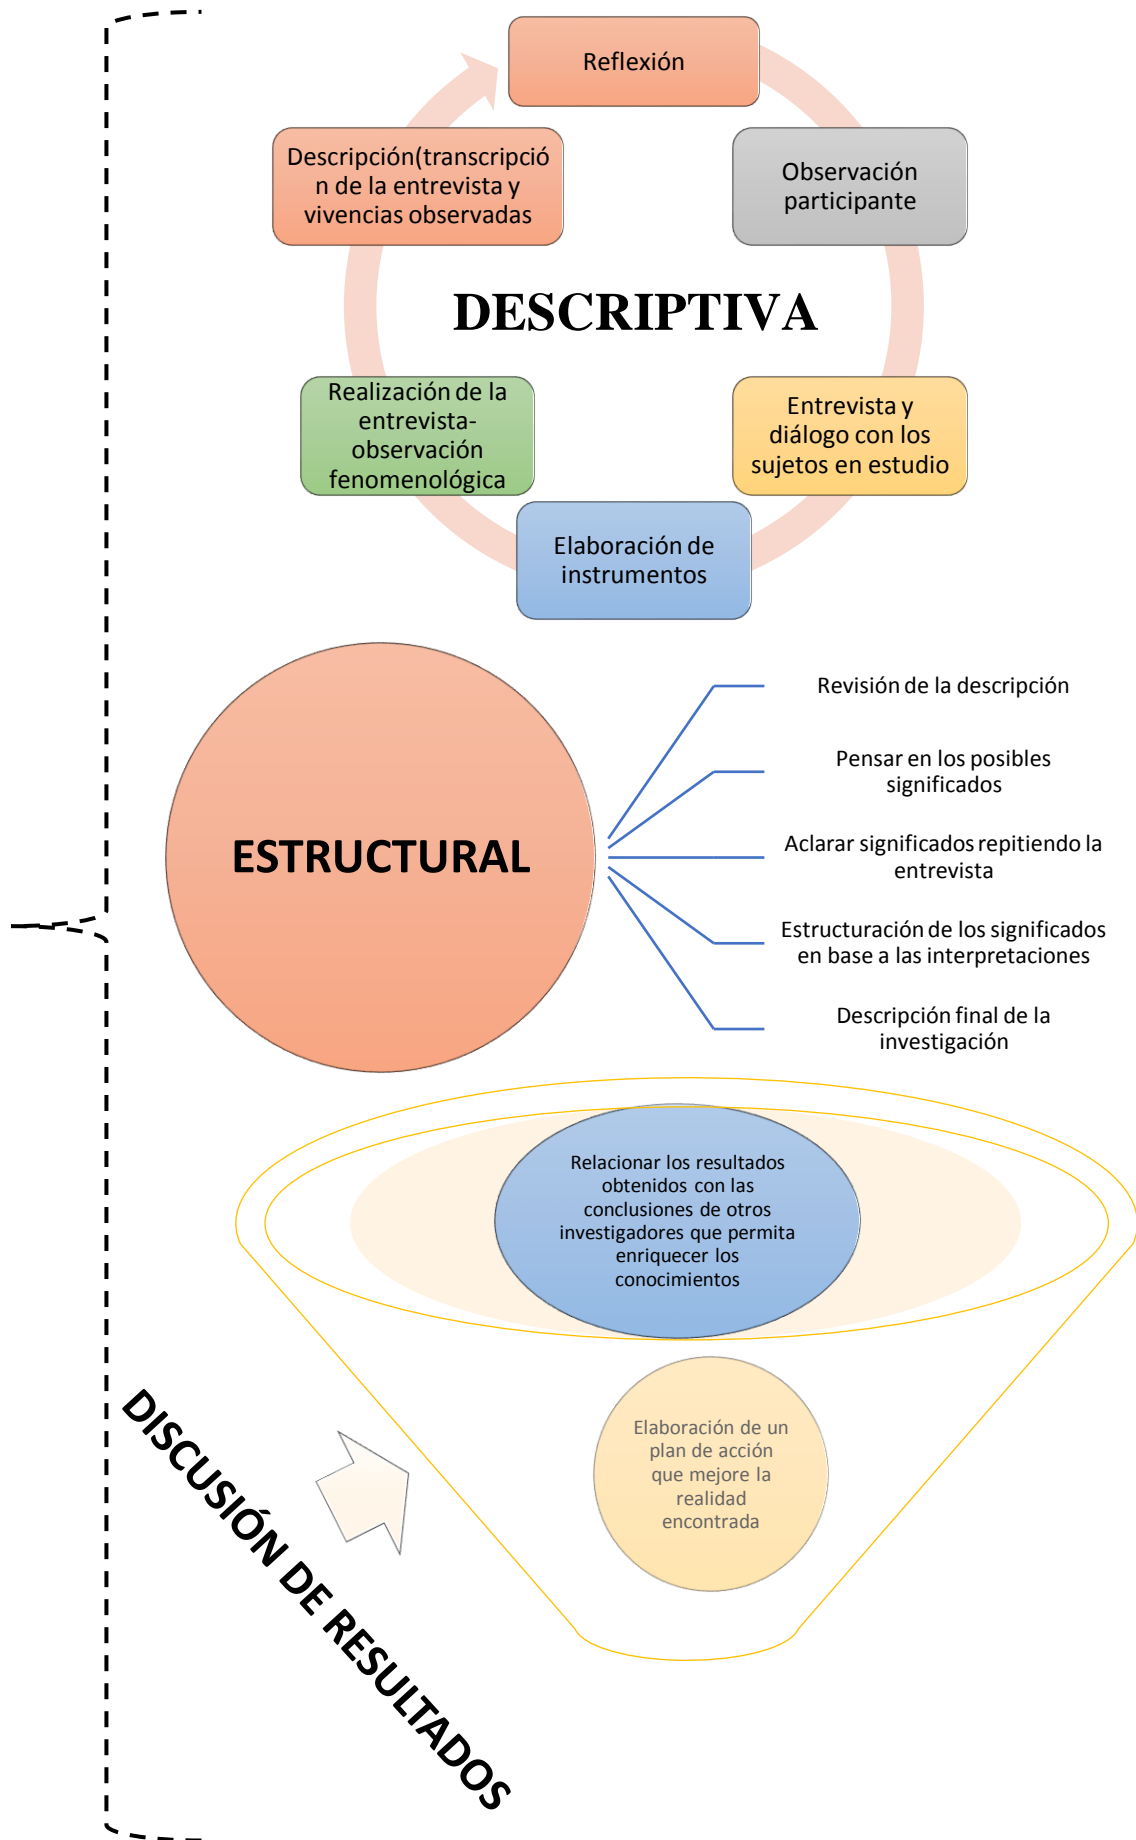 Reflexión
Observación
participante
Entrevista y
diálogo con los
sujetos en estudio
Elaboración de
instrumentos
Realización de la
entrevista-
observación
fenomenológica
Descripción(transcripció
n de la entrevista y
vivencias observadas
DESCRIPTIVA
ESTRUCTURAL
Revisión de la descripción
Pensar en los posibles
significados
Aclarar significados repitiendo la
entrevista
Estructuración de los significados
en base a las interpretaciones
Descripción final de la
investigación
Relacionar los resultados
obtenidos con las
conclusiones de otros
investigadores que permita
enriquecer los
conocimientos
Elaboración de un
plan de acción
que mejore la
realidad
encontrada
DISCUSIÓN DE RESULTADOS